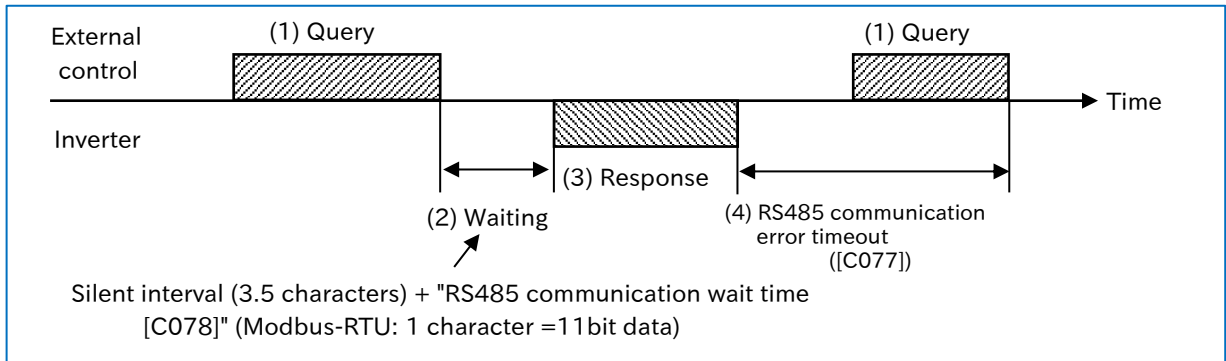 External
control
(1) Query
(1) Query
Time
Inverter
(3) Response
(2) Waiting
(4) RS485 communication
error timeout
([C077])
Silent interval (3.5 characters) + "RS485 communication wait time
[C078]" (Modbus-RTU: 1 character =11bit data)